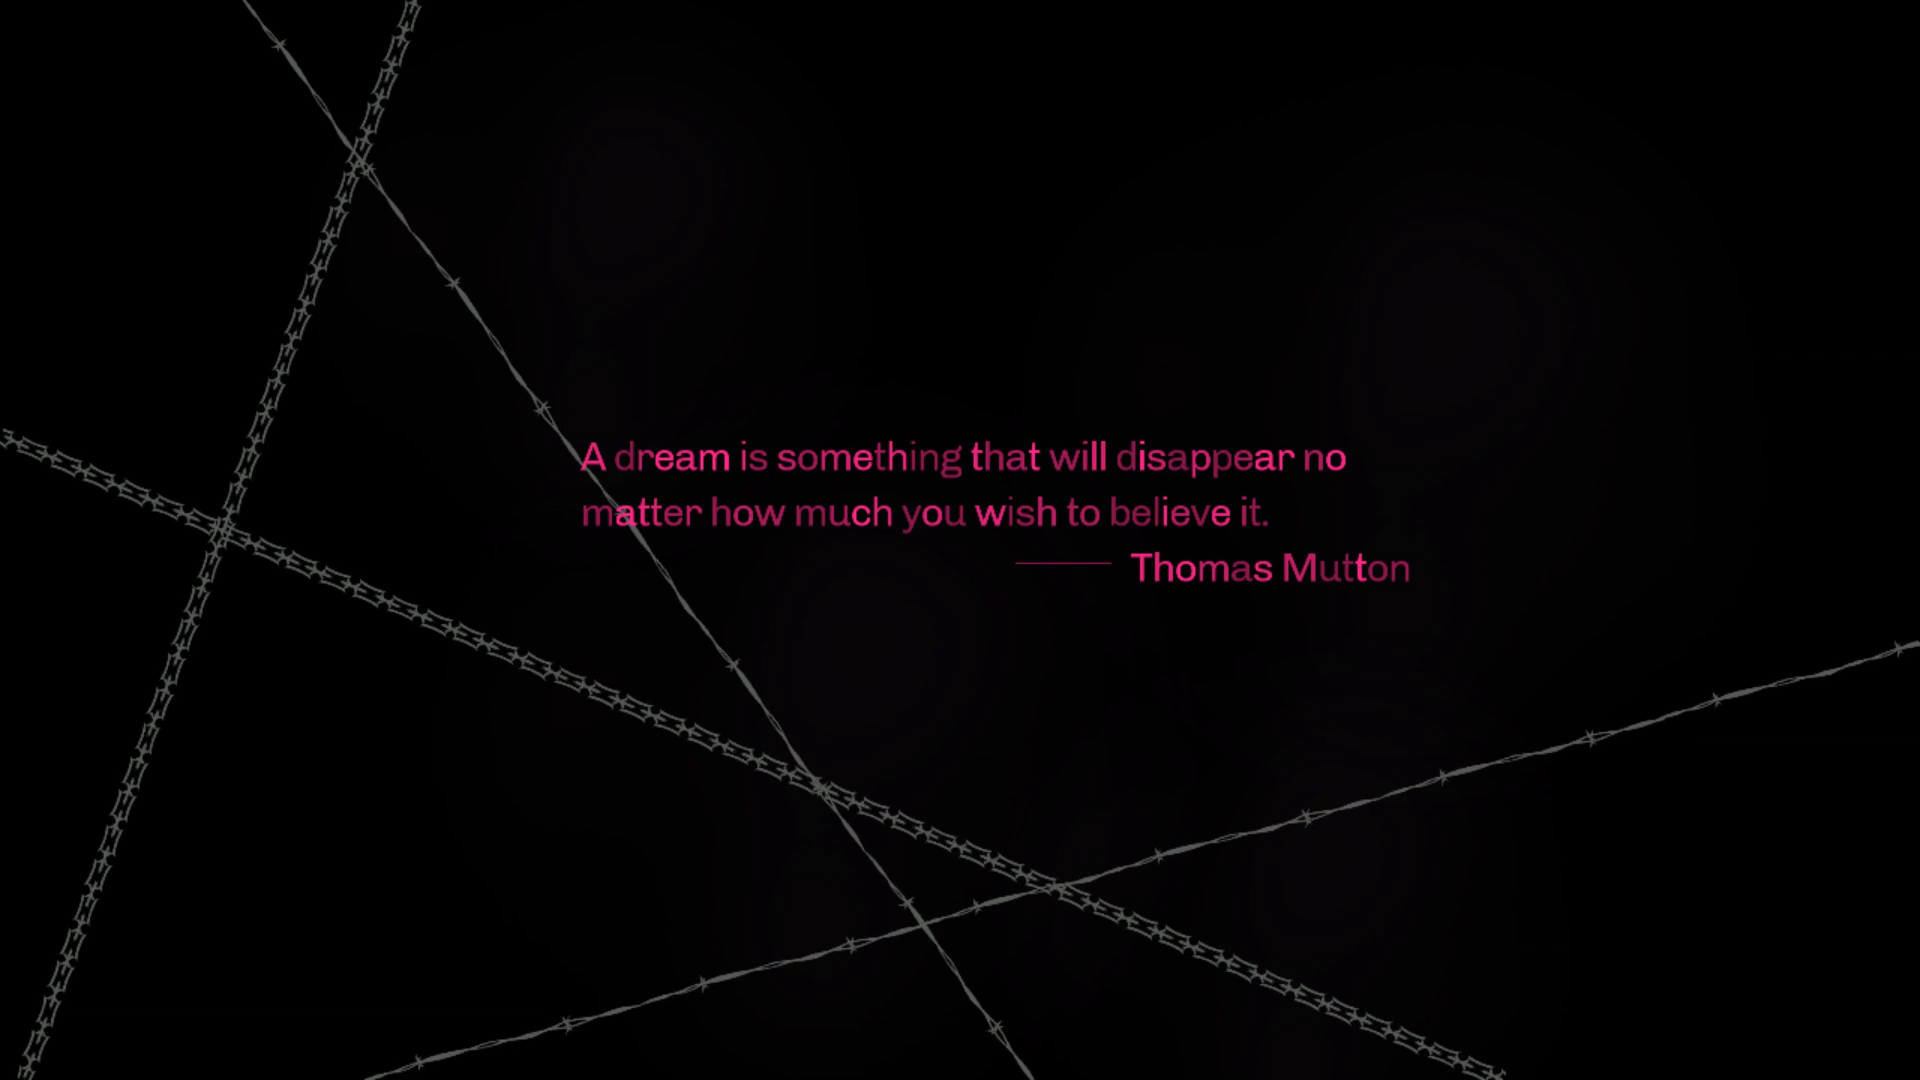 A dream is something that will disappear no
matter how much you wish to believe it.
Thomas Mutton